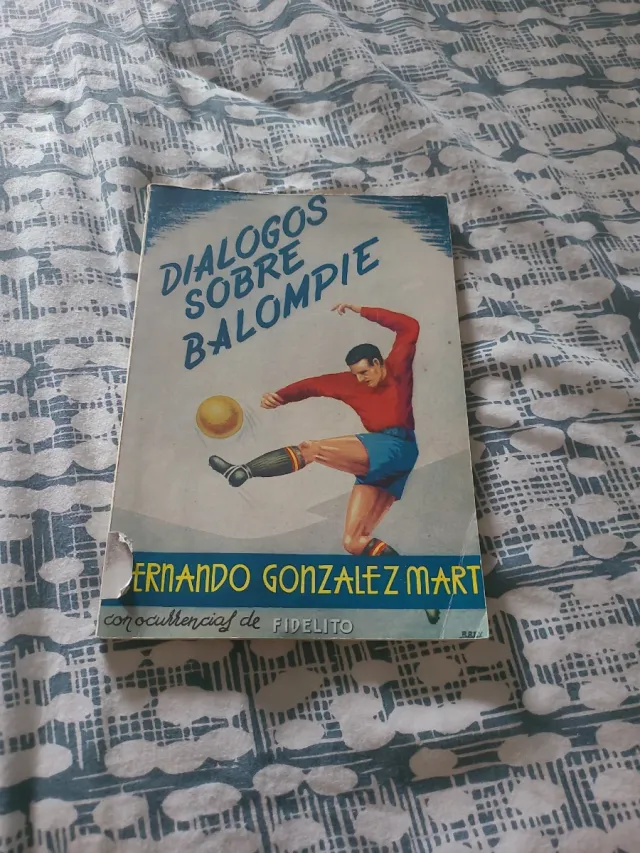 DIALOGOS
SOBRE
BALOMPIE
ERNANDO GONZALEZ MART
con ocurrencias de FIDELITO